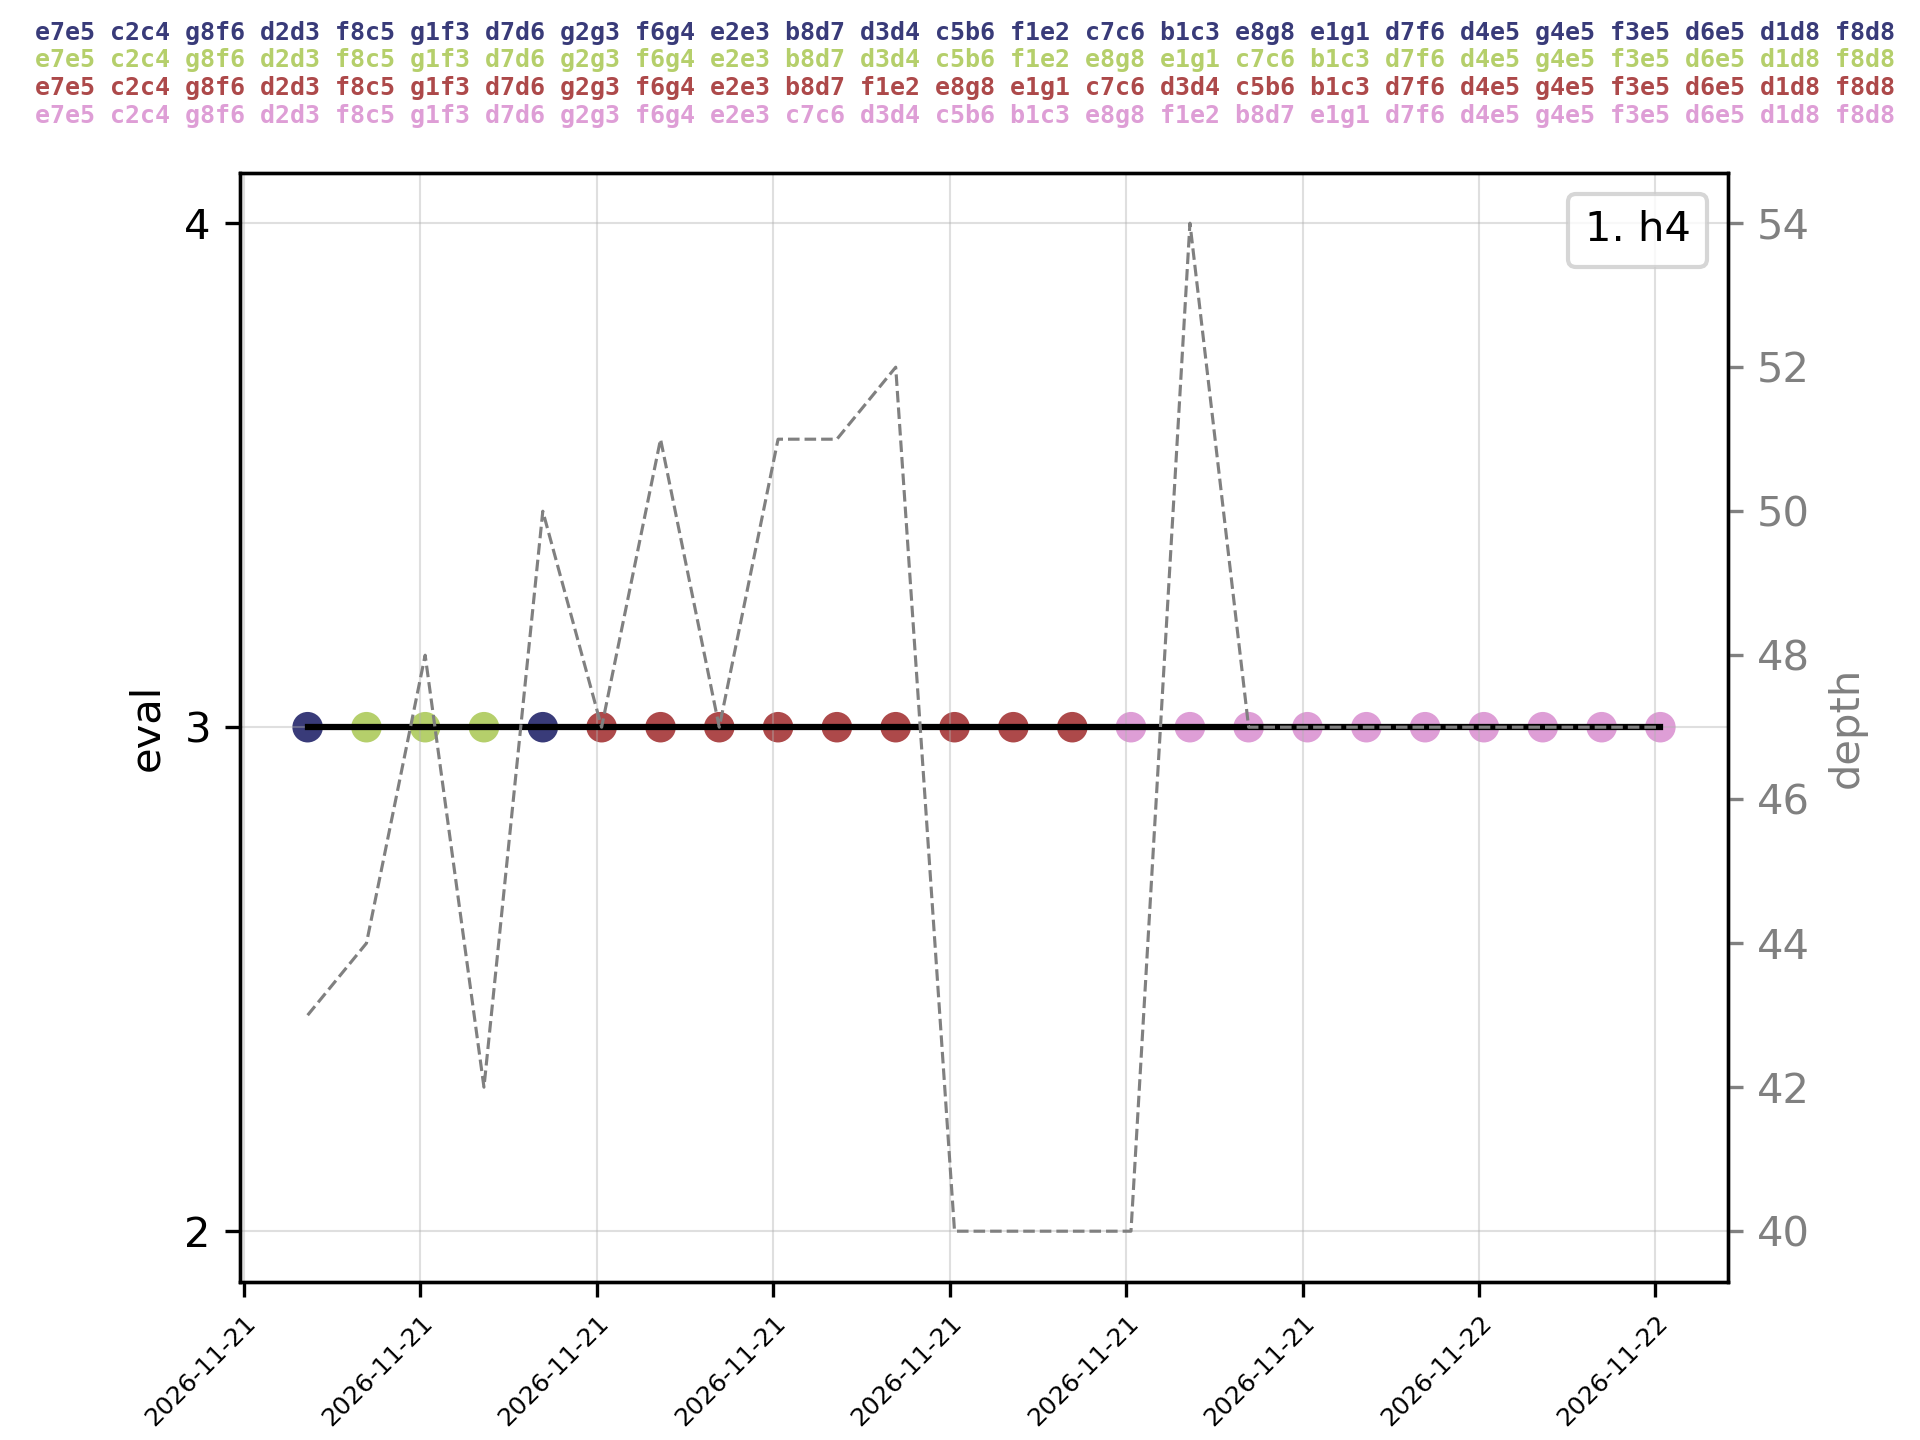 e7e5 c2c4 g8f6 d2d3 f8c5 g1f3 d7d6 g2g3 f6g4 e2e3 b8d7 d3d4 c5b6 f1e2 c7c6 b1c3 e8g8 e1g1 d7f6 d4e5 g4e5 f3e5 d6e5 d1d8 f8d8
e7e5 c2c4 g8f6 d2d3 f8c5 g1f3 d7d6 g2g3 f6g4 e2e3 b8d7 d3d4 c5b6 f1e2 e8g8 e1g1 c7c6 b1c3 d7f6 d4e5 g4e5 f3e5 d6e5 d1d8 f8d8
e7e5 c2c4 g8f6 d2d3 f8c5 g1f3 d7d6 g2g3 f6g4 e2e3 b8d7 f1e2 e8g8 e1g1 c7c6 d3d4 c5b6 b1c3 d7f6 d4e5 g4e5 f3e5 d6e5 d1d8 f8d8
e7e5 c2c4 g8f6 d2d3 f8c5 g1f3 d7d6 g2g3 f6g4 e2e3 c7c6 d3d4 c5b6 b1c3 e8g8 f1e2 b8d7 e1g1 d7f6 d4e5 g4e5 f3e5 d6e5 d1d8 f8d8
1. h4
4
3
2
eval
54
52
50
48
46
44
42
40
depth
2026-11-21
2026-11-21
2026-11-21
2026-11-21
2026-11-21
2026-11-21
2026-11-21
2026-11-22
2026-11-22